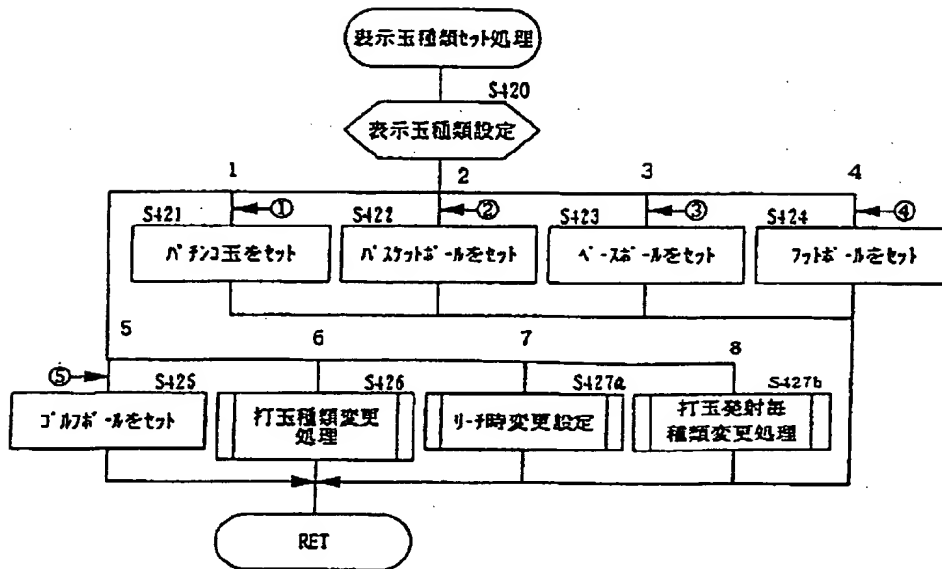 表示玉種類セット処理
S420
表示玉種類設定
1
2
3
4
①
②
③
④
S421
S422
S423
S424
パチンコ玉をセット
バスケットボールをセット
ベースボールをセット
フットボールをセット
5
6
7
8
⑤
S425
S426
S427a
S427b
ゴルフボールをセット
打玉種類変更
処理
リーチ時変更設定
打玉発射毎
種類変更処理
RET